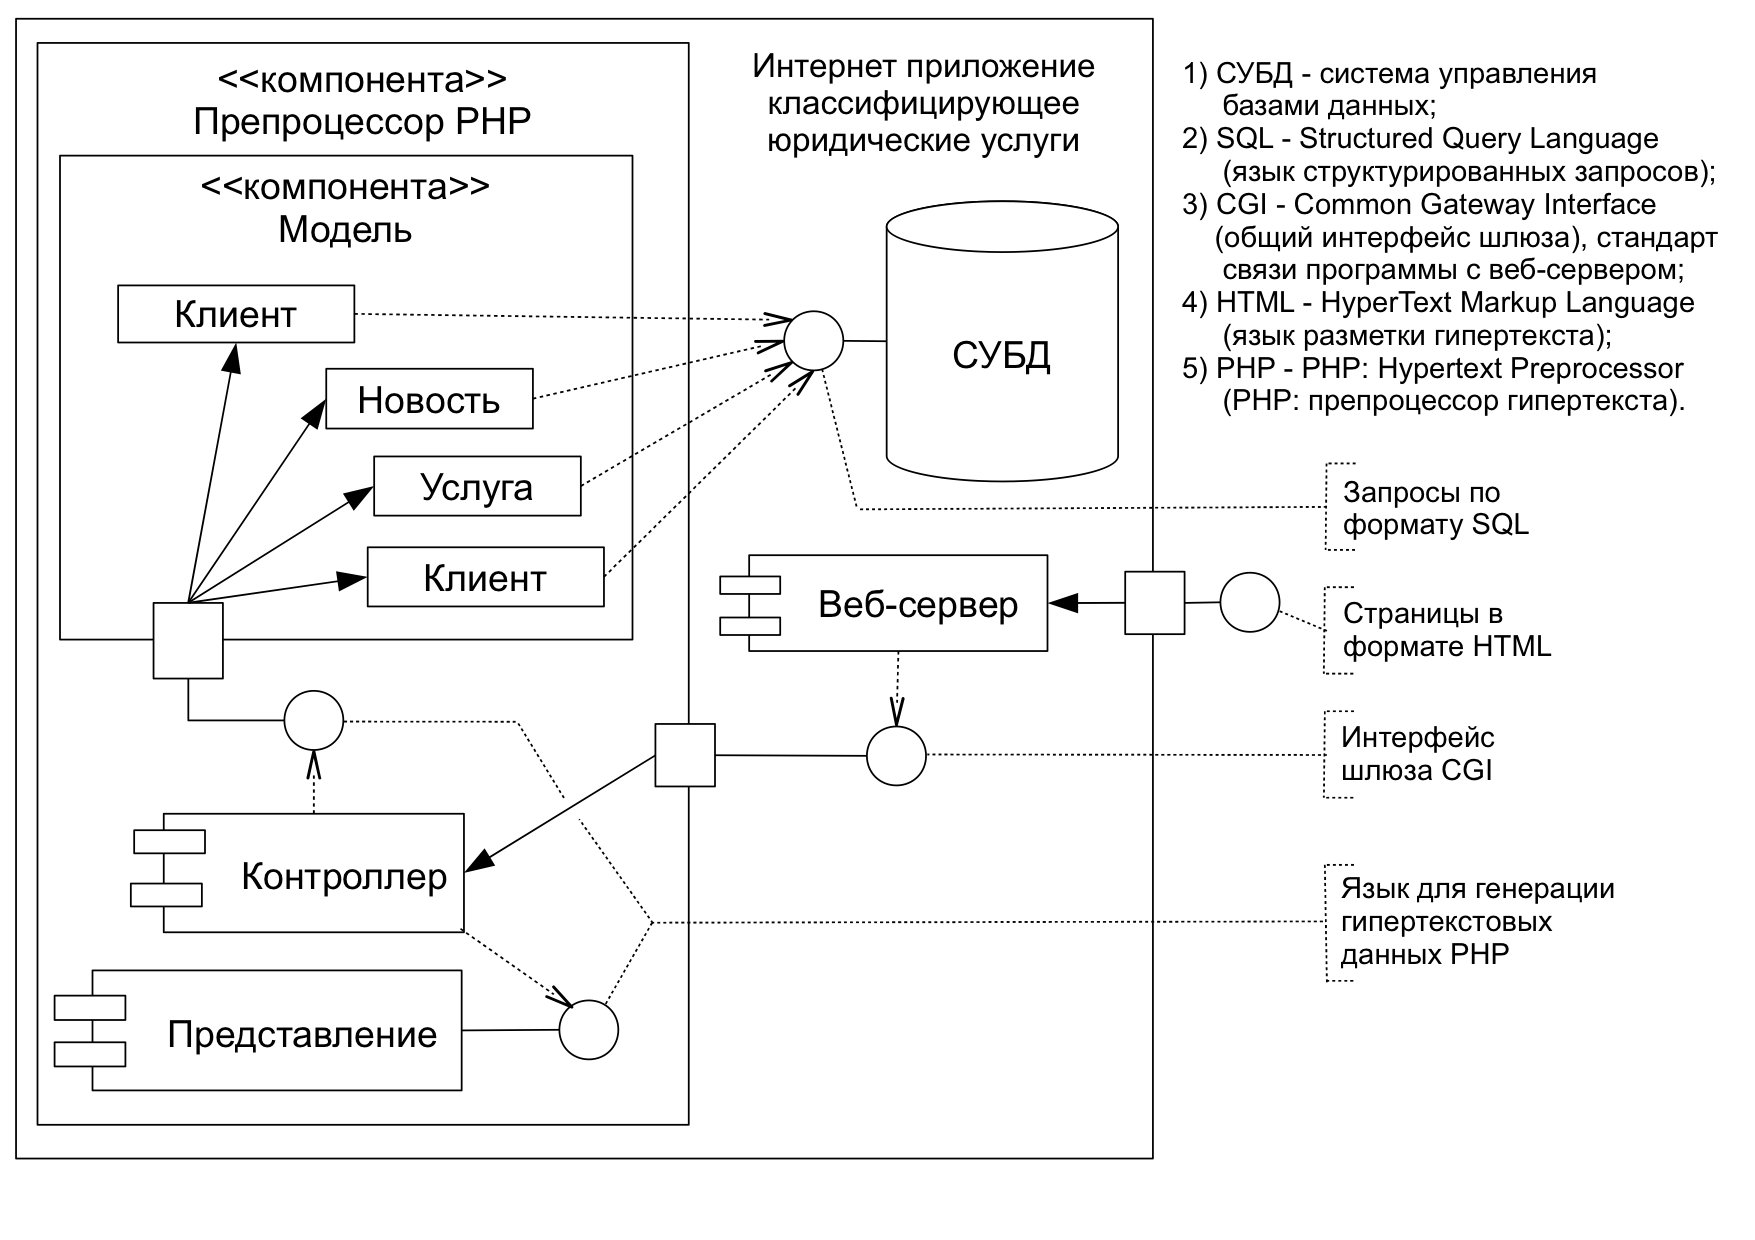 <<компонента>>
Препроцессор PHP
<<компонента>>
Модель
Клиент
Новость
Услуга
Клиент
Контроллер
Представление
Интернет приложение
классифицирующее
юридические услуги
СУБД
Веб-сервер
1) СУБД - система управления
базами данных;
2) SQL - Structured Query Language
(язык структурированных запросов);
3) CGI - Common Gateway Interface
(общий интерфейс шлюза), стандарт
связи программы с веб-сервером;
4) HTML - HyperText Markup Language
(язык разметки гипертекста);
5) PHP - PHP: Hypertext Preprocessor
(PHP: препроцессор гипертекста).
Запросы по
формату SQL
Страницы в
формате HTML
Интерфейс
шлюза CGI
Язык для генерации
гипертекстовых
данных PHP